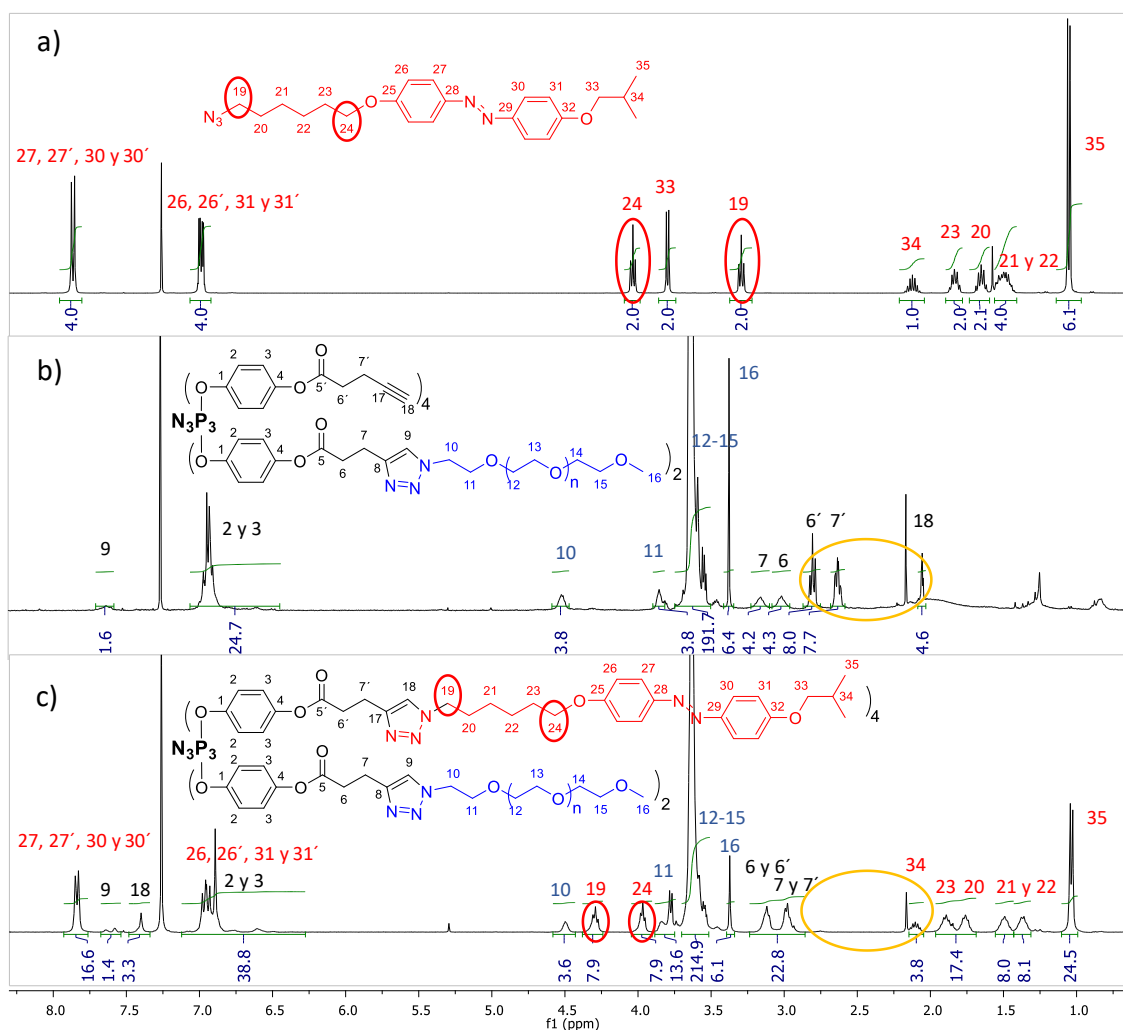 a)
26 27 35
19 21 23 O 25 28 N 30 31 33
N 29 32 O 34
N₃ 20 22 24
27, 27´, 30 y 30´
26, 26´, 31 y 31´
24
33
19
34
23
20
21 y 22
35
4.0
4.0
2.0
2.0
2.0
1.0
2.0
2.1
4.0
6.1
b)
2 3 O 7´
( O 1 4 O 5´ 6´ 17 18 )4
N₃P₃
2 3 O 7 9 10 13 14
( O 1 4 O 5 6 8 N N N 11 O 12 ( O )n 15 O 16 )2
9
2 y 3
10
11
12-15
16
7
6
6´
7´
18
1.6
24.7
3.8
3.8
191.7
6.4
4.2
4.3
8.0
7.7
4.6
c)
2 3 O 7´ 18 19 21 23 26 27 30 31 33 35
( O 1 4 O 5´ 6´ 17 N N N 20 22 24 O 25 28 N N 29 32 O 34 )4
2 3
N₃P₃
2 3 O 7 9 10 13 14
( O 1 4 O 5 6 8 N N N 11 O 12 ( O )n 15 O 16 )2
2 3
27, 27´, 30 y 30´
9
18
26, 26´, 31 y 31´
2 y 3
10
19
24
11
12-15
16
6 y 6´
7 y 7´
34
23
20
21 y 22
35
16.6
1.4
3.3
38.8
3.6
7.9
7.9
13.6
214.9
6.1
22.8
3.8
17.4
8.0
8.1
24.5
8.0 7.5 7.0 6.5 6.0 5.5 5.0 4.5 4.0 3.5 3.0 2.5 2.0 1.5 1.0
f1 (ppm)